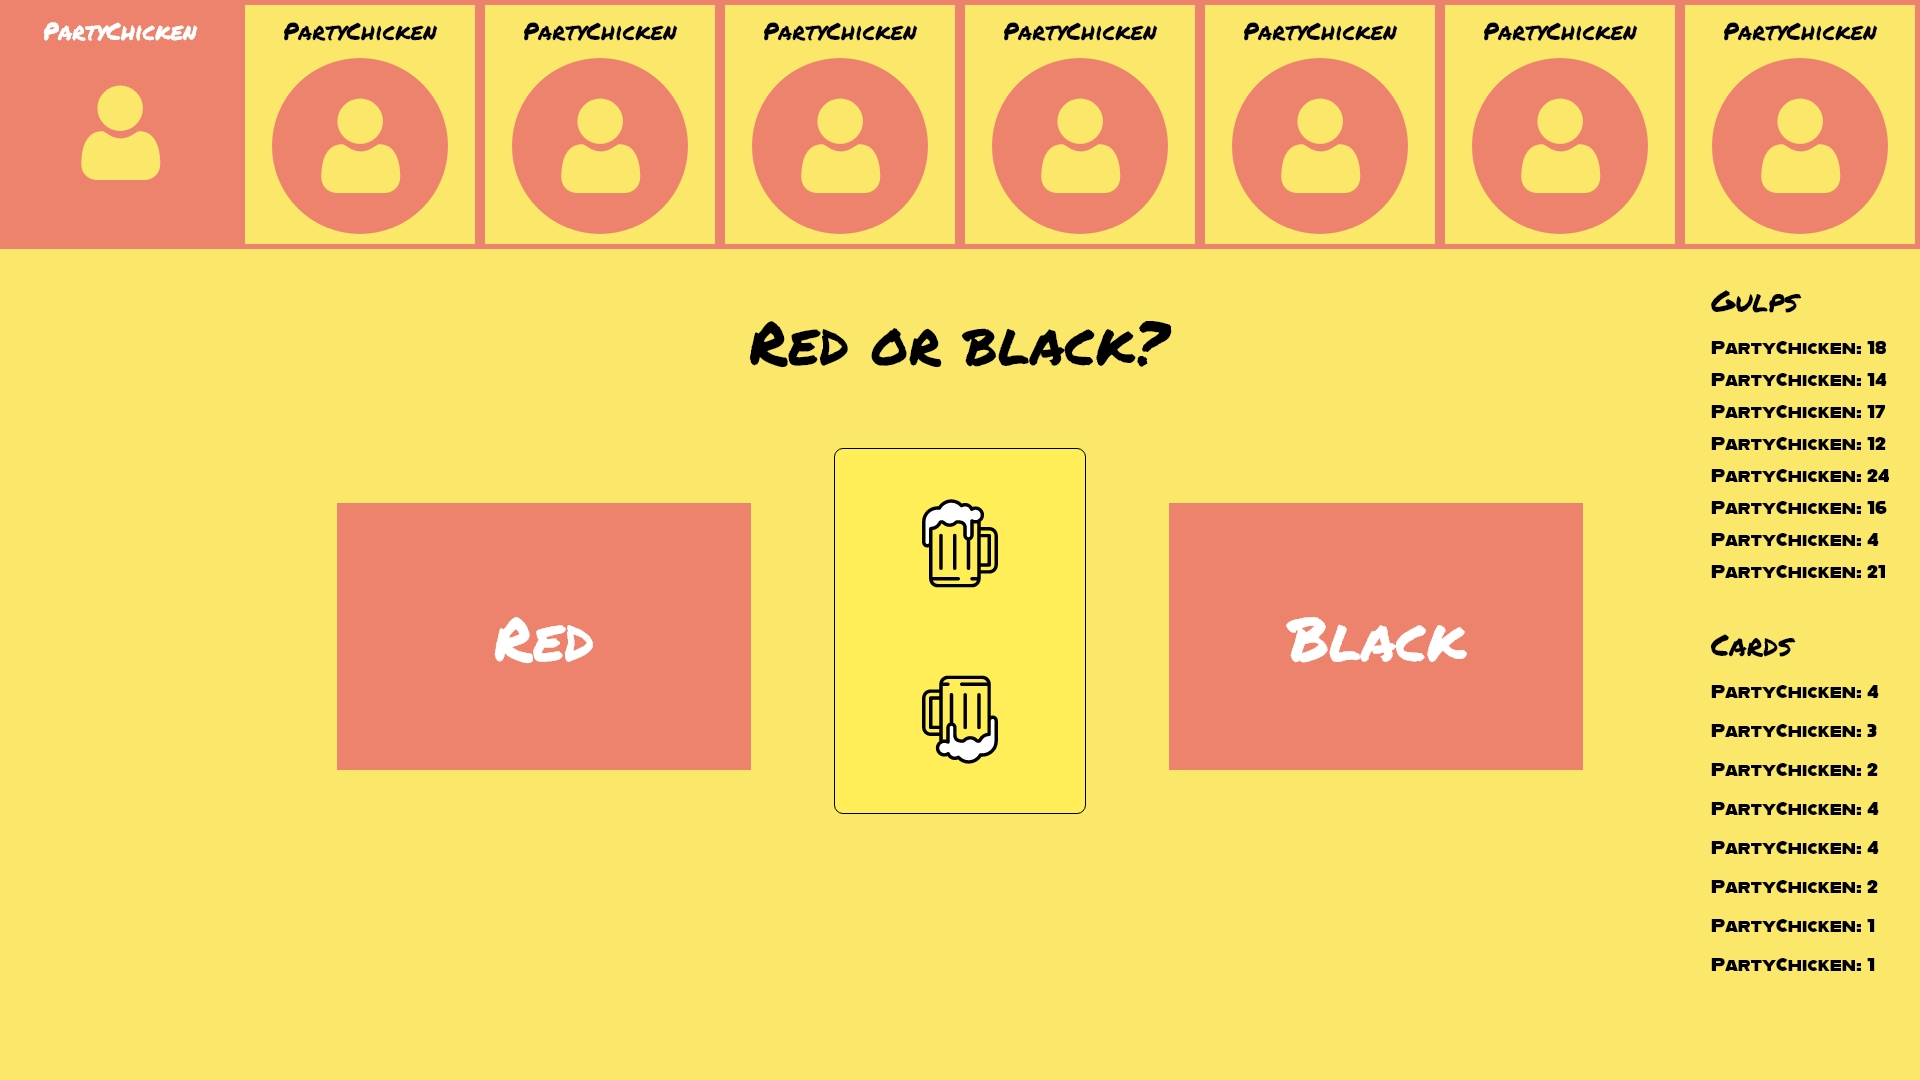 PartyChicken PartyChicken PartyChicken PartyChicken PartyChicken PartyChicken PartyChicken PartyChicken
Red or black?
Red
Black
Gulps
PartyChicken: 18
PartyChicken: 14
PartyChicken: 17
PartyChicken: 12
PartyChicken: 24
PartyChicken: 16
PartyChicken: 4
PartyChicken: 21
Cards
PartyChicken: 4
PartyChicken: 3
PartyChicken: 2
PartyChicken: 4
PartyChicken: 4
PartyChicken: 2
PartyChicken: 1
PartyChicken: 1